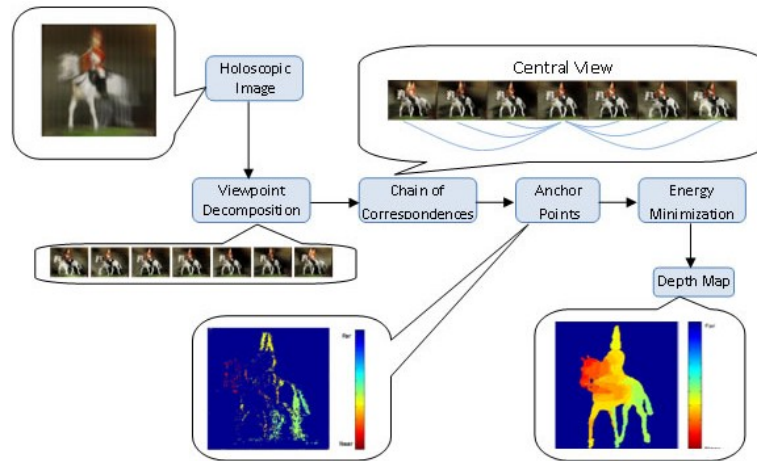 Holoscopic
Image
Central View
Viewpoint
Decomposition
Chain of
Correspondences
Anchor
Points
Energy
Minimization
Depth Map
Far
Near
Far